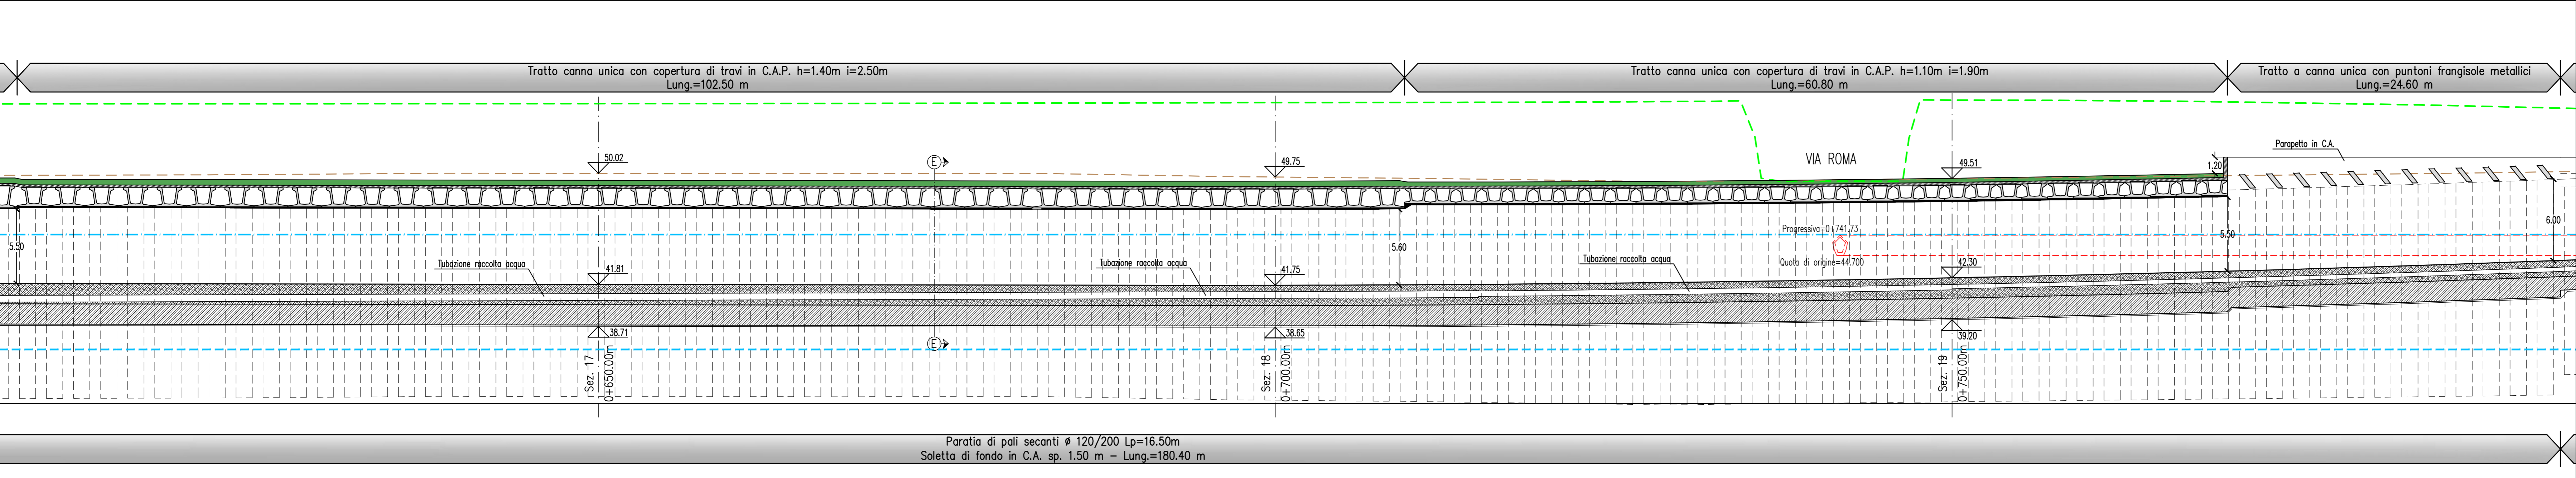 Tratto canna unica con copertura di travi in C.A.P. h=1.40m i=2.50m
Lung.=102.50 m
Tratto canna unica con copertura di travi in C.A.P. h=1.10m i=1.90m
Lung.=60.80 m
Tratto a canna unica con puntoni frangisole metallici
Lung.=24.60 m
50.02
E
49.75
VIA ROMA
49.51
1.20
Parapetto in C.A.
5.50
5.60
Progressiva=0+741.73
Quota di origine=44.700
5.50
6.00
Tubazione raccolta acqua
41.81
Tubazione raccolta acqua
41.75
Tubazione raccolta acqua
42.30
38.71
E
38.65
39.20
Sez. 17
0+650.00m
Sez. 18
0+700.00m
Sez. 19
0+750.00m
Paratia di pali secanti ø 120/200 Lp=16.50m
Soletta di fondo in C.A. sp. 1.50 m - Lung.=180.40 m